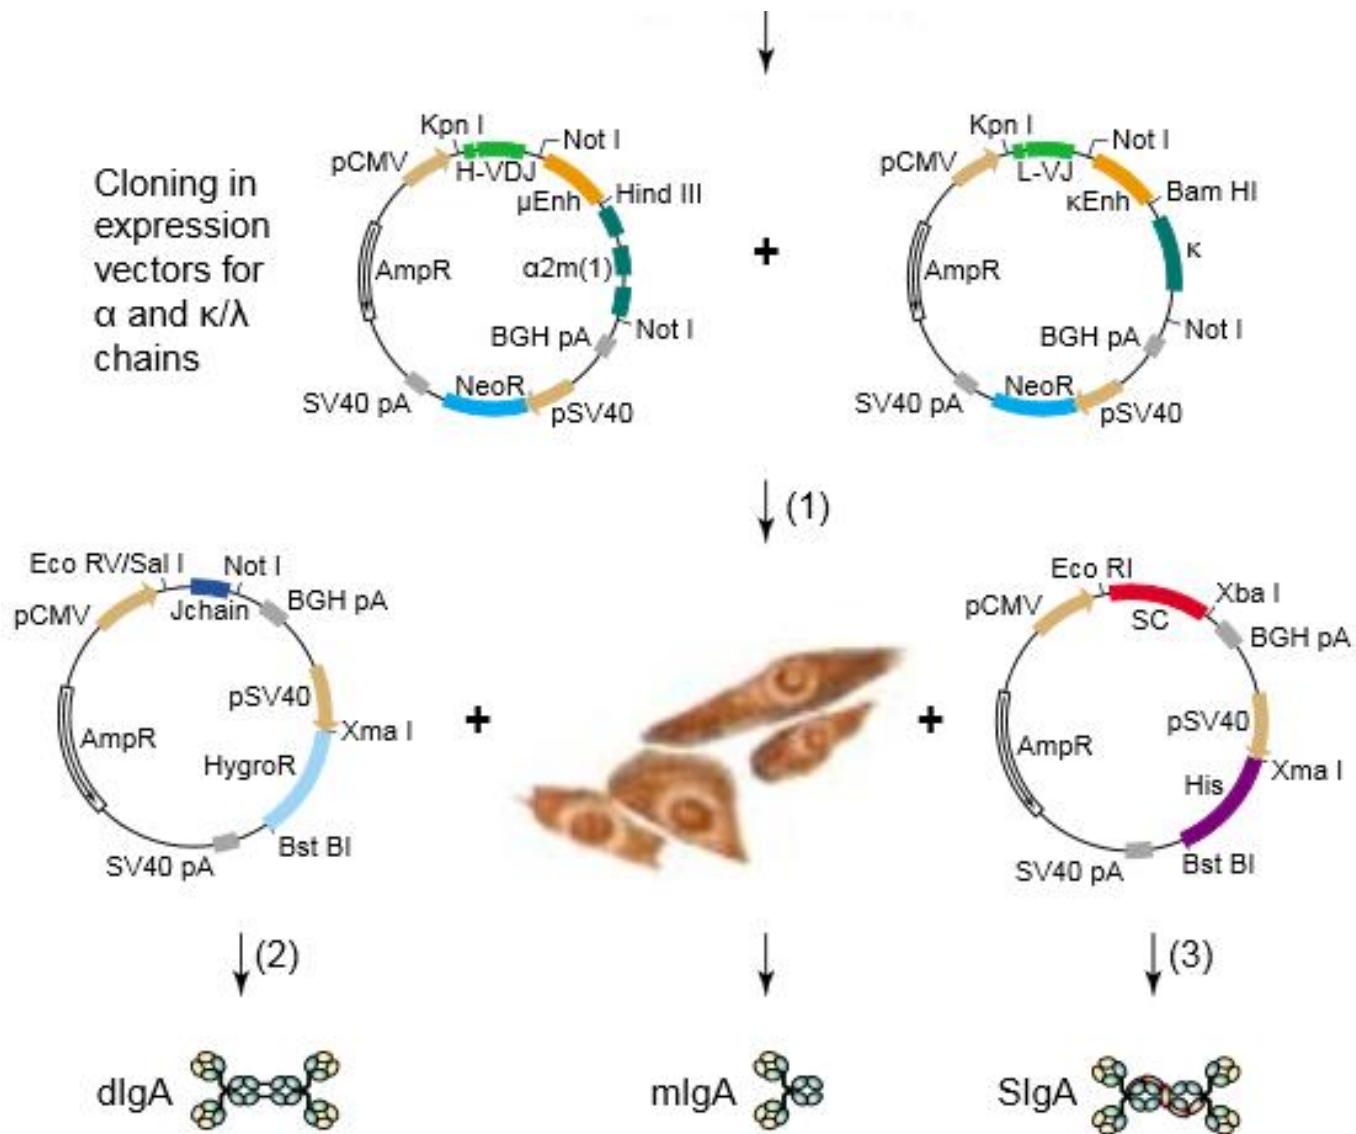 Cloning in
expression
vectors for
α and κ/λ
chains
Kpn I
Not I
pCMV
H-VDJ
µEnh
Hind III
AmpR
α2m(1)
Not I
BGH pA
NeoR
SV40 pA
pSV40
+
Kpn I
Not I
pCMV
L-VJ
κEnh
Bam HI
AmpR
κ
Not I
BGH pA
NeoR
SV40 pA
pSV40
(1)
Eco RV/Sal I
Not I
pCMV
Jchain
BGH pA
pSV40
AmpR
Xma I
HygroR
Bst BI
SV40 pA
+
+
Eco RI
Xba I
pCMV
SC
BGH pA
pSV40
AmpR
Xma I
His
Bst BI
SV40 pA
(2)
(3)
dIgA
mIgA
SIgA